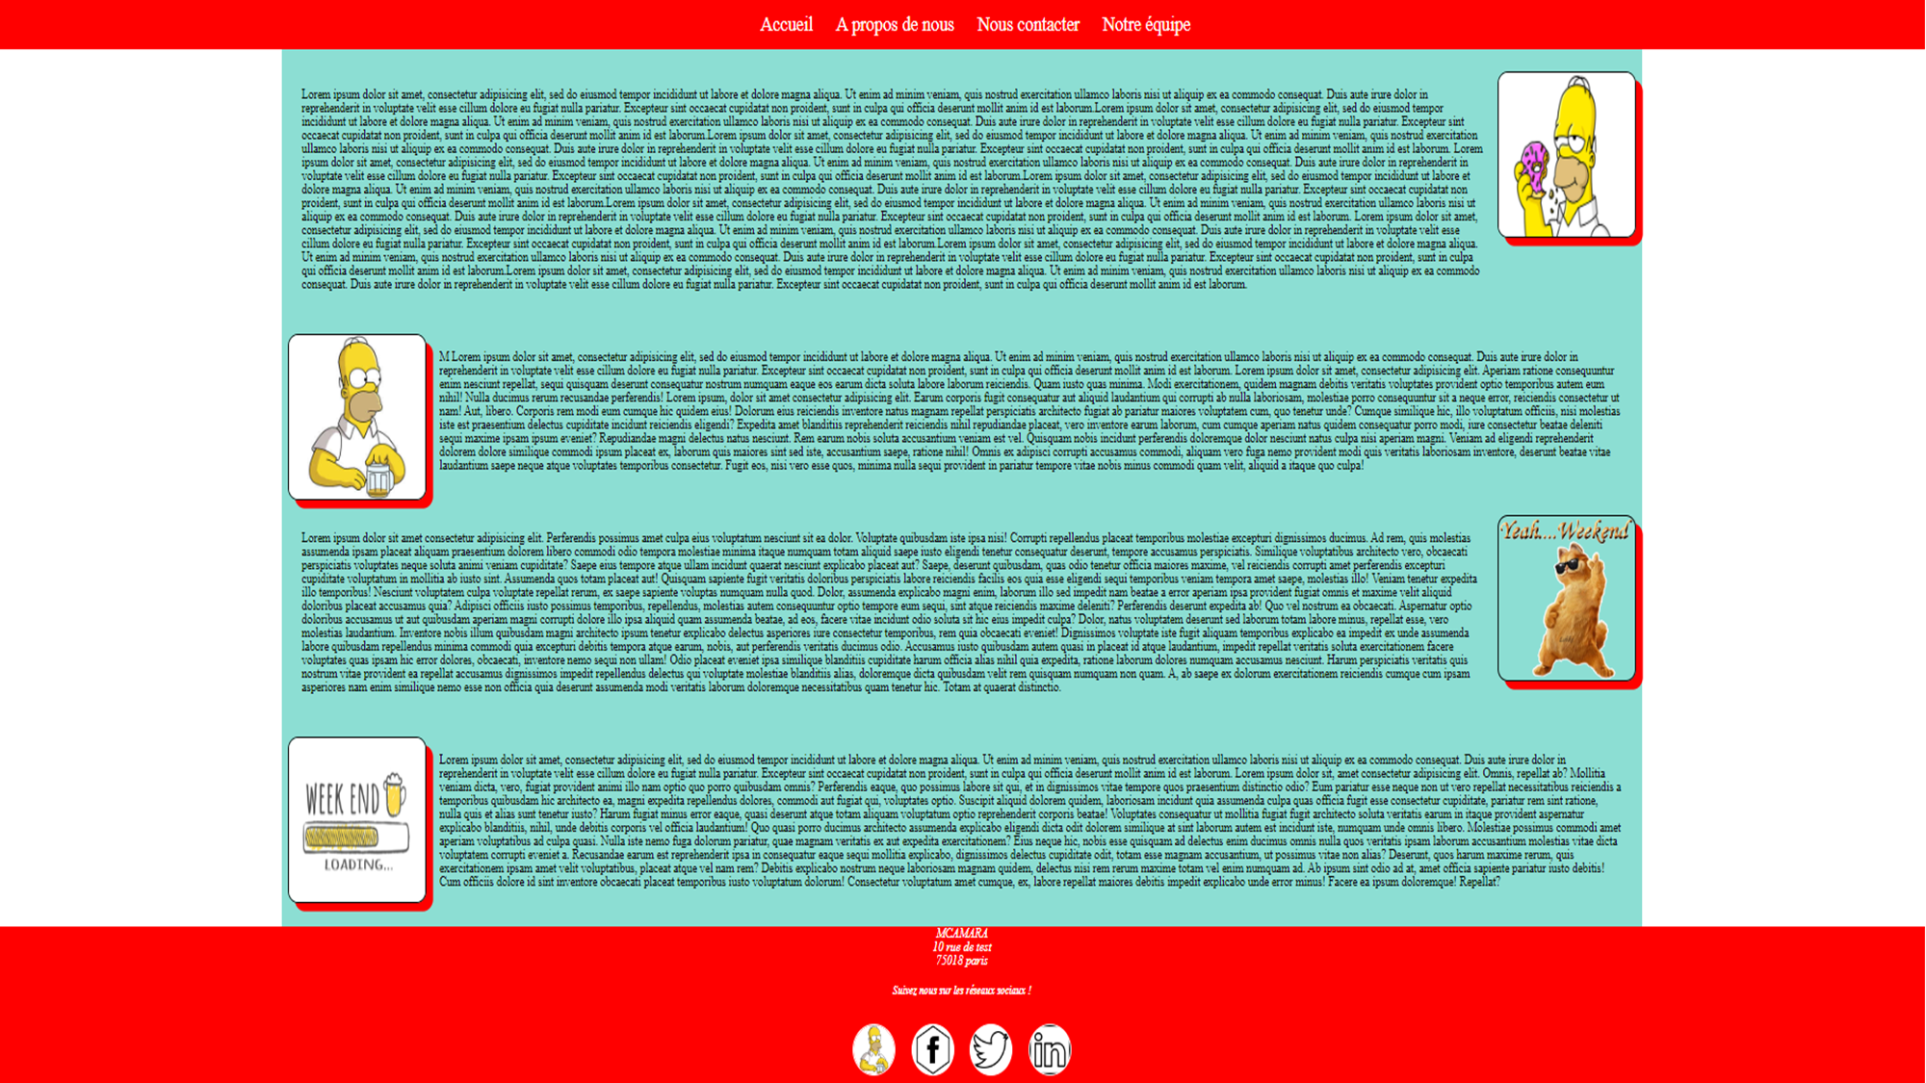 Accueil A propos de nous Nous contacter Notre équipe
Lorem ipsum dolor sit amet, consectetur adipisicing elit, sed do eiusmod tempor incididunt ut labore et dolore magna aliqua. Ut enim ad minim veniam, quis nostrud exercitation ullamco laboris nisi ut aliquip ex ea commodo consequat. Duis aute irure dolor in
reprehenderit in voluptate velit esse cillum dolore eu fugiat nulla pariatur. Excepteur sint occaecat cupidatat non proident, sunt in culpa qui officia deserunt mollit anim id est laborum.Lorem ipsum dolor sit amet, consectetur adipisicing elit, sed do eiusmod tempor
incididunt ut labore et dolore magna aliqua. Ut enim ad minim veniam, quis nostrud exercitation ullamco laboris nisi ut aliquip ex ea commodo consequat. Duis aute irure dolor in reprehenderit in voluptate velit esse cillum dolore eu fugiat nulla pariatur. Excepteur sint
occaecat cupidatat non proident, sunt in culpa qui officia deserunt mollit anim id est laborum.Lorem ipsum dolor sit amet, consectetur adipisicing elit, sed do eiusmod tempor incididunt ut labore et dolore magna aliqua. Ut enim ad minim veniam, quis nostrud exercitation
ullamco laboris nisi ut aliquip ex ea commodo consequat. Duis aute irure dolor in reprehenderit in voluptate velit esse cillum dolore eu fugiat nulla pariatur. Excepteur sint occaecat cupidatat non proident, sunt in culpa qui officia deserunt mollit anim id est laborum. Lorem
ipsum dolor sit amet, consectetur adipisicing elit, sed do eiusmod tempor incididunt ut labore et dolore magna aliqua. Ut enim ad minim veniam, quis nostrud exercitation ullamco laboris nisi ut aliquip ex ea commodo consequat. Duis aute irure dolor in reprehenderit in
voluptate velit esse cillum dolore eu fugiat nulla pariatur. Excepteur sint occaecat cupidatat non proident, sunt in culpa qui officia deserunt mollit anim id est laborum.Lorem ipsum dolor sit amet, consectetur adipisicing elit, sed do eiusmod tempor incididunt ut labore et
dolore magna aliqua. Ut enim ad minim veniam, quis nostrud exercitation ullamco laboris nisi ut aliquip ex ea commodo consequat. Duis aute irure dolor in reprehenderit in voluptate velit esse cillum dolore eu fugiat nulla pariatur. Excepteur sint occaecat cupidatat non
proident, sunt in culpa qui officia deserunt mollit anim id est laborum.Lorem ipsum dolor sit amet, consectetur adipisicing elit, sed do eiusmod tempor incididunt ut labore et dolore magna aliqua. Ut enim ad minim veniam, quis nostrud exercitation ullamco laboris nisi ut
aliquip ex ea commodo consequat. Duis aute irure dolor in reprehenderit in voluptate velit esse cillum dolore eu fugiat nulla pariatur. Excepteur sint occaecat cupidatat non proident, sunt in culpa qui officia deserunt mollit anim id est laborum. Lorem ipsum dolor sit amet,
consectetur adipisicing elit, sed do eiusmod tempor incididunt ut labore et dolore magna aliqua. Ut enim ad minim veniam, quis nostrud exercitation ullamco laboris nisi ut aliquip ex ea commodo consequat. Duis aute irure dolor in reprehenderit in voluptate velit esse
cillum dolore eu fugiat nulla pariatur. Excepteur sint occaecat cupidatat non proident, sunt in culpa qui officia deserunt mollit anim id est laborum.Lorem ipsum dolor sit amet, consectetur adipisicing elit, sed do eiusmod tempor incididunt ut labore et dolore magna aliqua.
Ut enim ad minim veniam, quis nostrud exercitation ullamco laboris nisi ut aliquip ex ea commodo consequat. Duis aute irure dolor in reprehenderit in voluptate velit esse cillum dolore eu fugiat nulla pariatur. Excepteur sint occaecat cupidatat non proident, sunt in culpa
qui officia deserunt mollit anim id est laborum.Lorem ipsum dolor sit amet, consectetur adipisicing elit, sed do eiusmod tempor incididunt ut labore et dolore magna aliqua. Ut enim ad minim veniam, quis nostrud exercitation ullamco laboris nisi ut aliquip ex ea commodo
consequat. Duis aute irure dolor in reprehenderit in voluptate velit esse cillum dolore eu fugiat nulla pariatur. Excepteur sint occaecat cupidatat non proident, sunt in culpa qui officia deserunt mollit anim id est laborum.
M Lorem ipsum dolor sit amet, consectetur adipisicing elit, sed do eiusmod tempor incididunt ut labore et dolore magna aliqua. Ut enim ad minim veniam, quis nostrud exercitation ullamco laboris nisi ut aliquip ex ea commodo consequat. Duis aute irure dolor in
reprehenderit in voluptate velit esse cillum dolore eu fugiat nulla pariatur. Excepteur sint occaecat cupidatat non proident, sunt in culpa qui officia deserunt mollit anim id est laborum. Lorem ipsum dolor sit amet, consectetur adipisicing elit. Aperiam ratione consequuntur
enim nesciunt repellat, sequi quisquam deserunt consequatur nostrum numquam eaque eos earum dicta soluta labore laborum reiciendis. Quam iusto quas minima. Modi exercitationem, quidem magnam debitis veritatis voluptates provident optio temporibus autem eum
nihil! Nulla ducimus rerum recusandae perferendis! Lorem ipsum, dolor sit amet consectetur adipisicing elit. Earum corporis fugit consequatur aut aliquid laudantium qui corrupti ab nulla laboriosam, molestiae porro consequuntur sit a neque error, reiciendis consectetur ut
nam! Aut, libero. Corporis rem modi eum cumque hic quidem eius! Dolorum eius reiciendis inventore natus magnam repellat perspiciatis architecto fugiat ab pariatur maiores voluptatem cum, quo tenetur unde? Cumque similique hic, illo voluptatum officiis, nisi molestias
iste est praesentium delectus cupiditate incidunt reiciendis eligendi? Expedita amet blanditiis reprehenderit reiciendis nihil repudiandae placeat, vero inventore earum laborum, cum cumque aperiam natus quidem consequatur porro modi, iure consectetur beatae deleniti
sequi maxime ipsam ipsum eveniet? Repudiandae magni delectus natus nesciunt. Rem earum nobis soluta accusantium veniam est vel. Quisquam nobis incidunt perferendis doloremque dolor nesciunt natus culpa nisi aperiam magni. Veniam ad eligendi reprehenderit
dolorem dolore similique commodi ipsum placeat ex, laborum quis maiores sint sed iste, accusantium saepe, ratione nihil! Omnis ex adipisci corrupti accusamus commodi, aliquam vero fuga nemo provident modi quis veritatis laboriosam inventore, deserunt beatae vitae
laudantium saepe neque atque voluptates temporibus consectetur. Fugit eos, nisi vero esse quos, minima nulla sequi provident in pariatur tempore vitae nobis minus commodi quam velit, aliquid a itaque quo culpa!
Yeah....Weekend
Lorem ipsum dolor sit amet consectetur adipisicing elit. Perferendis possimus amet culpa eius voluptatum nesciunt sit ea dolor. Voluptate quibusdam iste ipsa nisi! Corrupti repellendus placeat temporibus molestiae excepturi dignissimos ducimus. Ad rem, quis molestias
assumenda ipsam placeat aliquam praesentium dolorem libero commodi odio tempora molestiae minima itaque numquam totam aliquid saepe iusto eligendi tenetur consequatur deserunt, tempore accusamus perspiciatis. Similique voluptatibus architecto vero, obcaecati
perspiciatis voluptates neque soluta animi veniam cupiditate? Saepe eius tempore atque ullam incidunt quaerat nesciunt explicabo placeat aut? Saepe, deserunt quibusdam, quas odio tenetur officia maiores maxime, vel reiciendis corrupti amet perferendis excepturi
cupiditate voluptatum in mollitia ab iusto sint. Assumenda quos totam placeat aut! Quisquam sapiente fugit veritatis doloribus perspiciatis labore reiciendis facilis eos quia esse eligendi sequi temporibus veniam tempora amet saepe, molestias illo! Veniam tenetur expedita
illo temporibus! Nesciunt voluptatem culpa voluptate repellat rerum, ex saepe sapiente voluptas numquam nulla quod. Dolor, assumenda explicabo magni enim, laborum illo sed impedit nam beatae a error aperiam ipsa provident fugiat omnis et maxime velit aliquid
doloribus placeat accusamus quia? Adipisci officiis iusto possimus temporibus, repellendus, molestias autem consequuntur optio tempore eum sequi, sint atque reiciendis maxime deleniti? Perferendis deserunt expedita ab! Quo vel nostrum ea obcaecati. Aspernatur optio
doloribus accusamus ut aut quibusdam aperiam magni corrupti dolore illo ipsa aliquid quam assumenda beatae, ad eos, facere vitae incidunt odio soluta sit hic eius impedit culpa? Dolor, natus voluptatem deserunt sed laborum totam labore minus, repellat esse, vero
molestias laudantium. Inventore nobis illum quibusdam magni architecto ipsum tenetur explicabo delectus asperiores iure consectetur temporibus, rem quia obcaecati eveniet! Dignissimos voluptate iste fugit aliquam temporibus explicabo ea impedit ex unde assumenda
labore quibusdam repellendus minima commodi quia excepturi debitis tempora atque earum, nobis, aut perferendis veritatis ducimus odio. Accusamus iusto quibusdam autem quasi in placeat id atque laudantium, impedit repellat veritatis soluta exercitationem facere
voluptates quas ipsam hic error dolores, obcaecati, inventore nemo sequi non ullam! Odio placeat eveniet ipsa similique blanditiis cupiditate harum officia alias nihil quia expedita, ratione laborum dolores numquam accusamus nesciunt. Harum perspiciatis veritatis quis
nostrum vitae provident ea repellat accusamus dignissimos impedit repellendus delectus qui voluptate molestiae blanditiis alias, doloremque dicta quibusdam velit rem quisquam numquam non quam. A, ab saepe ex dolorum exercitationem reiciendis cumque cum ipsam
asperiores nam enim similique nemo esse non officia quia deserunt assumenda modi veritatis laborum doloremque necessitatibus quam tenetur hic. Totam at quaerat distinctio.
WEEK END
LOADING...
Lorem ipsum dolor sit amet, consectetur adipisicing elit, sed do eiusmod tempor incididunt ut labore et dolore magna aliqua. Ut enim ad minim veniam, quis nostrud exercitation ullamco laboris nisi ut aliquip ex ea commodo consequat. Duis aute irure dolor in
reprehenderit in voluptate velit esse cillum dolore eu fugiat nulla pariatur. Excepteur sint occaecat cupidatat non proident, sunt in culpa qui officia deserunt mollit anim id est laborum. Lorem ipsum dolor sit, amet consectetur adipisicing elit. Omnis, repellat ab? Mollitia
veniam dicta, vero, fugiat provident animi illo nam optio quo porro quibusdam omnis? Perferendis eaque, quo possimus labore sit qui, et in dignissimos vitae tempore quos praesentium distinctio odio? Eum pariatur esse neque non ut vero repellat necessitatibus reiciendis a
temporibus quibusdam hic architecto ea, magni expedita repellendus dolores, commodi aut fugiat qui, voluptates optio. Suscipit aliquid dolorem quidem, laboriosam incidunt quia assumenda culpa quas officia fugit esse consectetur cupiditate, pariatur rem sint ratione,
nulla quis et alias sunt tenetur iusto? Harum fugiat minus error eaque, quasi deserunt atque totam aliquam voluptatum optio reprehenderit corporis beatae! Voluptates consequatur ut mollitia fugiat fugit architecto soluta veritatis earum in itaque provident aspernatur
explicabo blanditiis, nihil, unde debitis corporis vel officia laudantium! Quo quasi porro ducimus architecto assumenda explicabo eligendi dicta odit dolorem similique at sint laborum autem est incidunt iste, numquam unde omnis libero. Molestiae possimus commodi amet
aperiam voluptatibus ad culpa quasi. Nulla iste nemo fuga dolorum pariatur, quae magnam veritatis ex aut expedita exercitationem? Eius neque hic, nobis esse quisquam ad delectus enim ducimus omnis nulla quos veritatis ipsam laborum accusantium molestias vitae dicta
voluptatem corrupti eveniet a. Recusandae earum est reprehenderit ipsa in consequatur eaque sequi mollitia explicabo, dignissimos delectus cupiditate odit, totam esse magnam accusantium, ut possimus vitae non alias? Deserunt, quos harum maxime rerum, quis
exercitationem ipsam amet velit voluptatibus, placeat atque vel nam rem? Debitis explicabo nostrum neque laboriosam magnam quidem, delectus nisi rem rerum maxime totam vel enim numquam ad. Ab ipsum sint odio ad at, amet officia sapiente pariatur iusto debitis!
Cum officiis dolore id sint inventore obcaecati placeat temporibus iusto voluptatum dolorum! Consectetur voluptatum amet cumque, ex, labore repellat maiores debitis impedit explicabo unde error minus! Facere ea ipsum doloremque! Repellat?
MCAMARA
10 rue de test
75018 paris
Suivez nous sur les réseaux sociaux !
f in